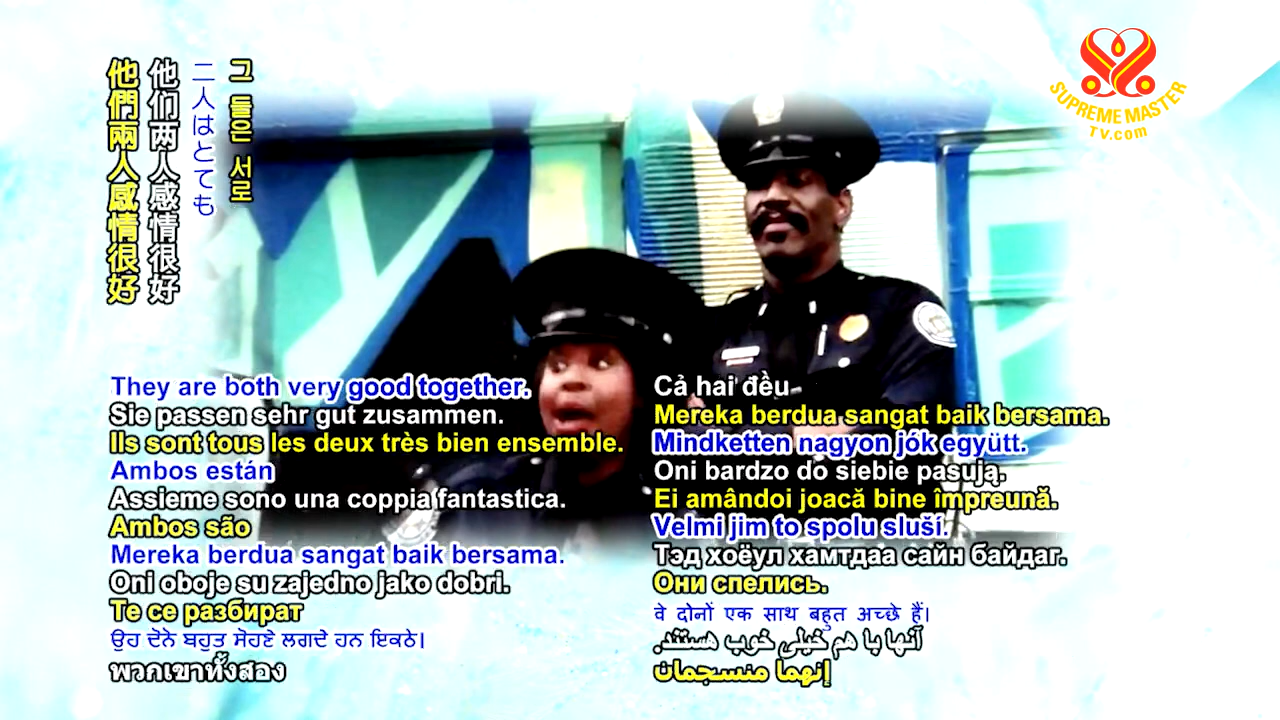 他們兩人感情很好
他们两人感情很好
二人はとても
그 들은 서로
SUPREME MASTER
TV.com
They are both very good together.
Sie passen sehr gut zusammen.
Ils sont tous les deux très bien ensemble.
Ambos están
Assieme sono una coppia fantastica.
Ambos são
Mereka berdua sangat baik bersama.
Oni oboje su zajedno jako dobri.
Те се разбират
ਉਹ ਦੋਨੋ ਬਹੁਤ ਸੋਹਣੇ ਲਗਦੇ ਹਨ ਇਕਠੇ।
พวกเขาทั้งสอง
Cả hai đều
Mereka berdua sangat baik bersama.
Mindketten nagyon jók együtt.
Oni bardzo do siebie pasują.
Ei amândoi joacă bine împreună.
Velmi jim to spolu sluší.
Тэд хоёул хамтдаа сайн байдаг.
Они спелись.
वे दोनों एक साथ बहुत अच्छे हैं।
آنها با هم خیلی خوب هستند.
إنهما منسجمان